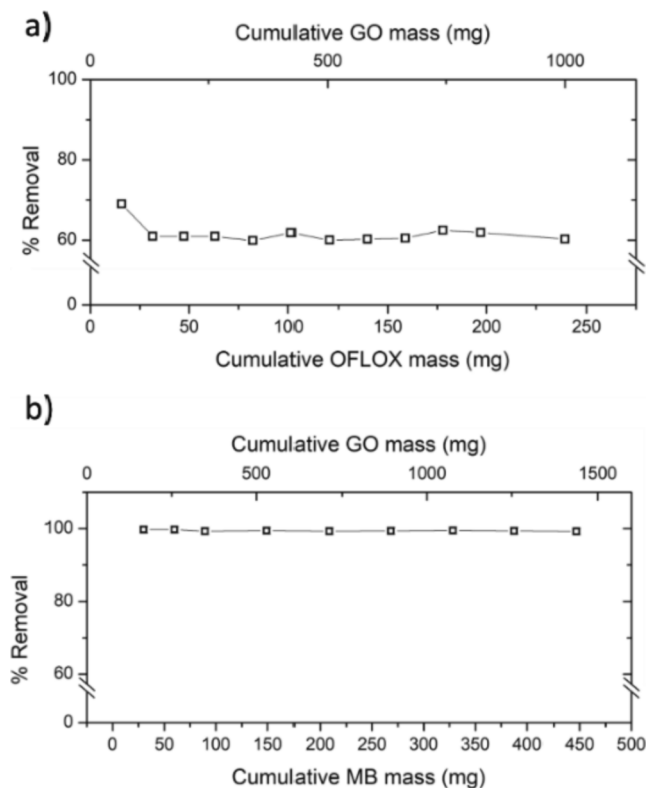 a)
Cumulative GO mass (mg)
0 500 1000
100
80
60
0
% Removal
0 50 100 150 200 250
Cumulative OFLOX mass (mg)
b)
Cumulative GO mass (mg)
0 500 1000 1500
100
80
60
0
% Removal
0 50 100 150 200 250 300 350 400 450 500
Cumulative MB mass (mg)